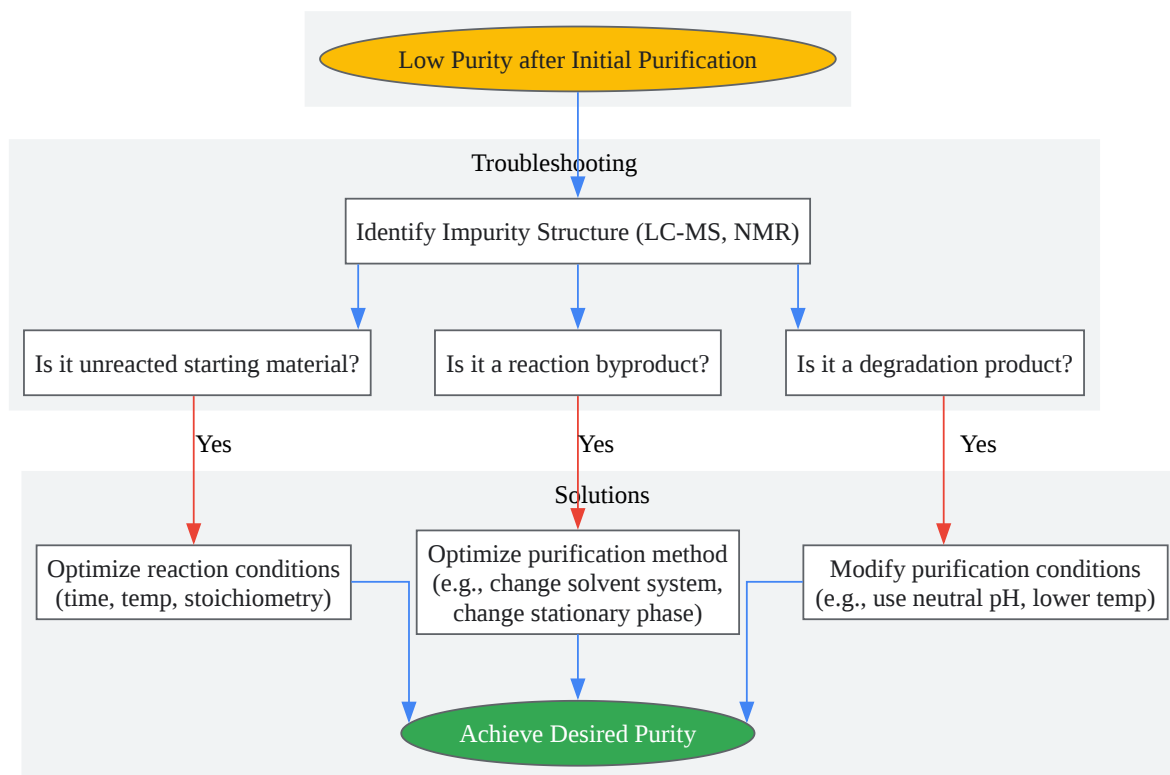 Low Purity after Initial Purification
Troubleshooting
Identify Impurity Structure (LC-MS, NMR)
Is it unreacted starting material?
Is it a reaction byproduct?
Is it a degradation product?
Yes
Yes
Yes
Solutions
Optimize reaction conditions
(time, temp, stoichiometry)
Optimize purification method
(e.g., change solvent system,
change stationary phase)
Modify purification conditions
(e.g., use neutral pH, lower temp)
Achieve Desired Purity